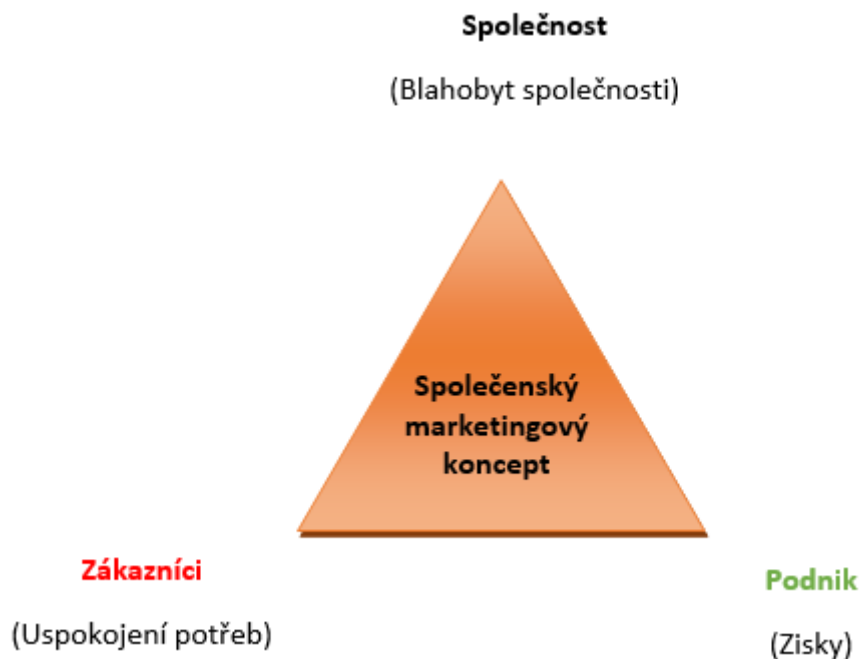 Společnost
(Blahobyt společnosti)
Společenský
marketingový
koncept
Zákazníci
(Uspokojení potřeb)
Podnik
(Zisky)